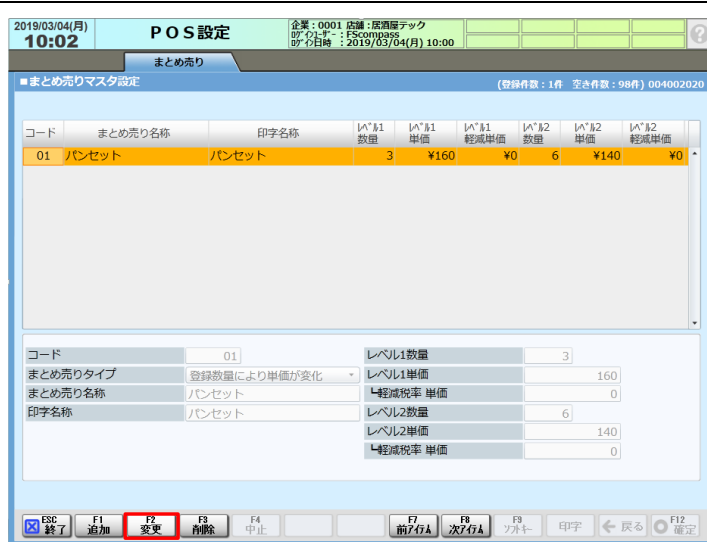 2019/03/04(月)
10:02
POS設定
企業：0001 店舗：居酒屋テック
ﾛｸﾞｲﾝﾕｰｻﾞｰ：FScompass
ﾛｸﾞｲﾝ日時 ：2019/03/04(月) 10:00
まとめ売り
■まとめ売りマスタ設定
(登録件数：1件 空き件数：98件) 004002020
コード まとめ売り名称 印字名称 ﾚﾍﾞﾙ1数量 ﾚﾍﾞﾙ1単価 ﾚﾍﾞﾙ1軽減単価 ﾚﾍﾞﾙ2数量 ﾚﾍﾞﾙ2単価 ﾚﾍﾞﾙ2軽減単価
01 パンセット パンセット 3 ¥160 ¥0 6 ¥140 ¥0
コード 01 レベル1数量 3
まとめ売りタイプ 登録数量により単価が変化 レベル1単価 160
まとめ売り名称 パンセット ┗軽減税率 単価 0
印字名称 パンセット レベル2数量 6
レベル2単価 140
┗軽減税率 単価 0
ESC 終了 F1 追加 F2 変更 F3 削除 F4 中止 F7 前ｱｲﾃﾑ F8 次ｱｲﾃﾑ F9 ｿﾌﾄｷｰ 印字 戻る F12 確定